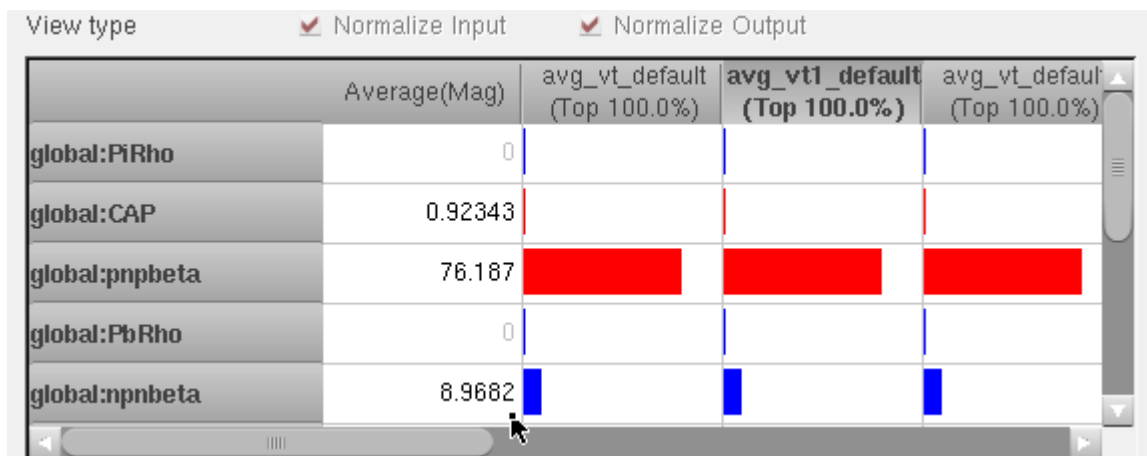 View type Normalize Input Normalize Output
Average(Mag) avg_vt_default avg_vt1_default avg_vt_defaul
(Top 100.0%) (Top 100.0%) (Top 100.0%)
global:PiRho 0
global:CAP 0.92343
global:pnpbeta 76.187
global:PbRho 0
global:npnbeta 8.9682